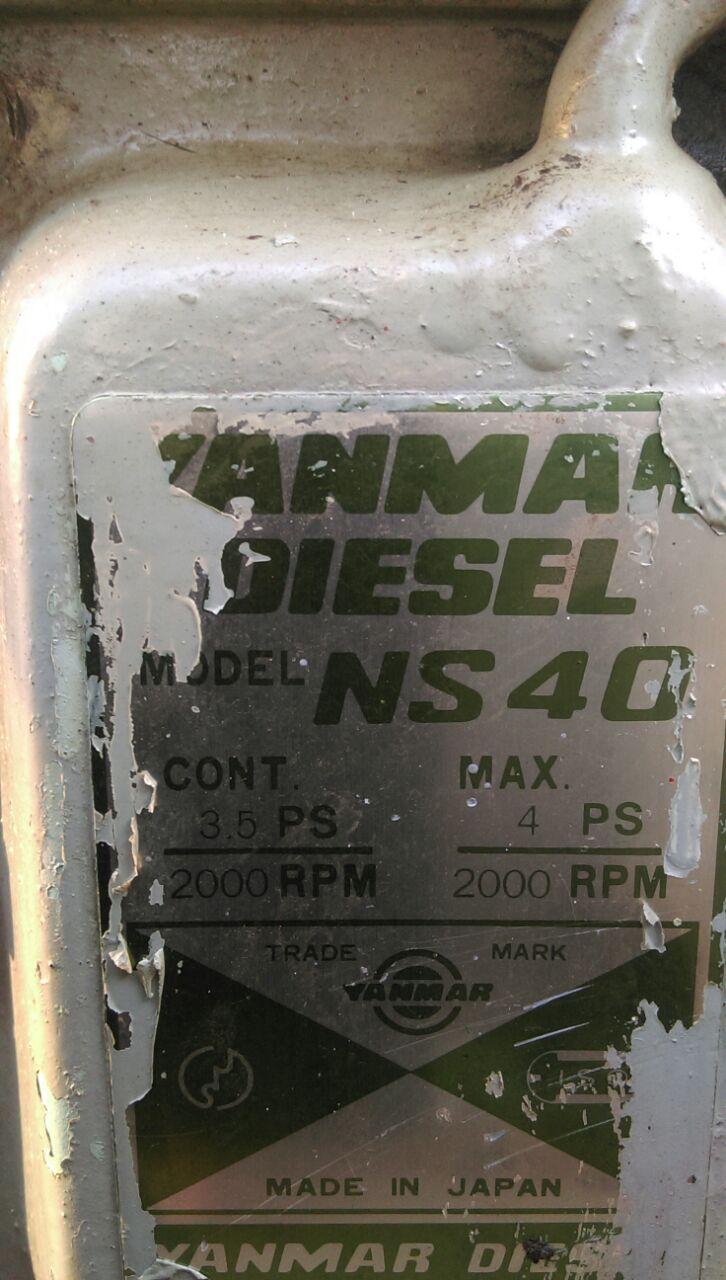 YANMAR
DIESEL
MODEL NS40
CONT. MAX.
3.5 PS 4 PS
2000 RPM 2000 RPM
TRADE MARK
YANMAR
MADE IN JAPAN
YANMAR DIESEL